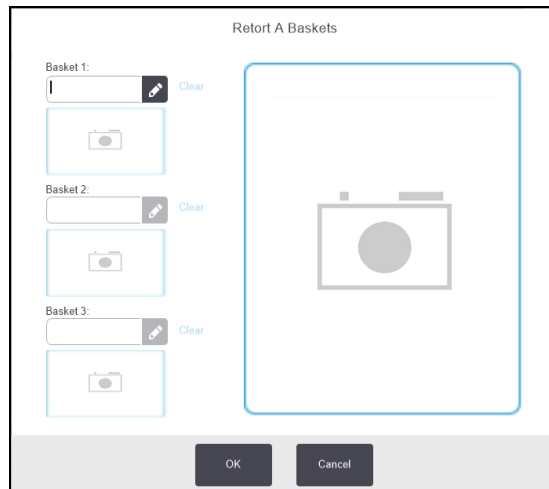 Retort A Baskets
Basket 1:
Clear
Basket 2:
Clear
Basket 3:
Clear
OK
Cancel